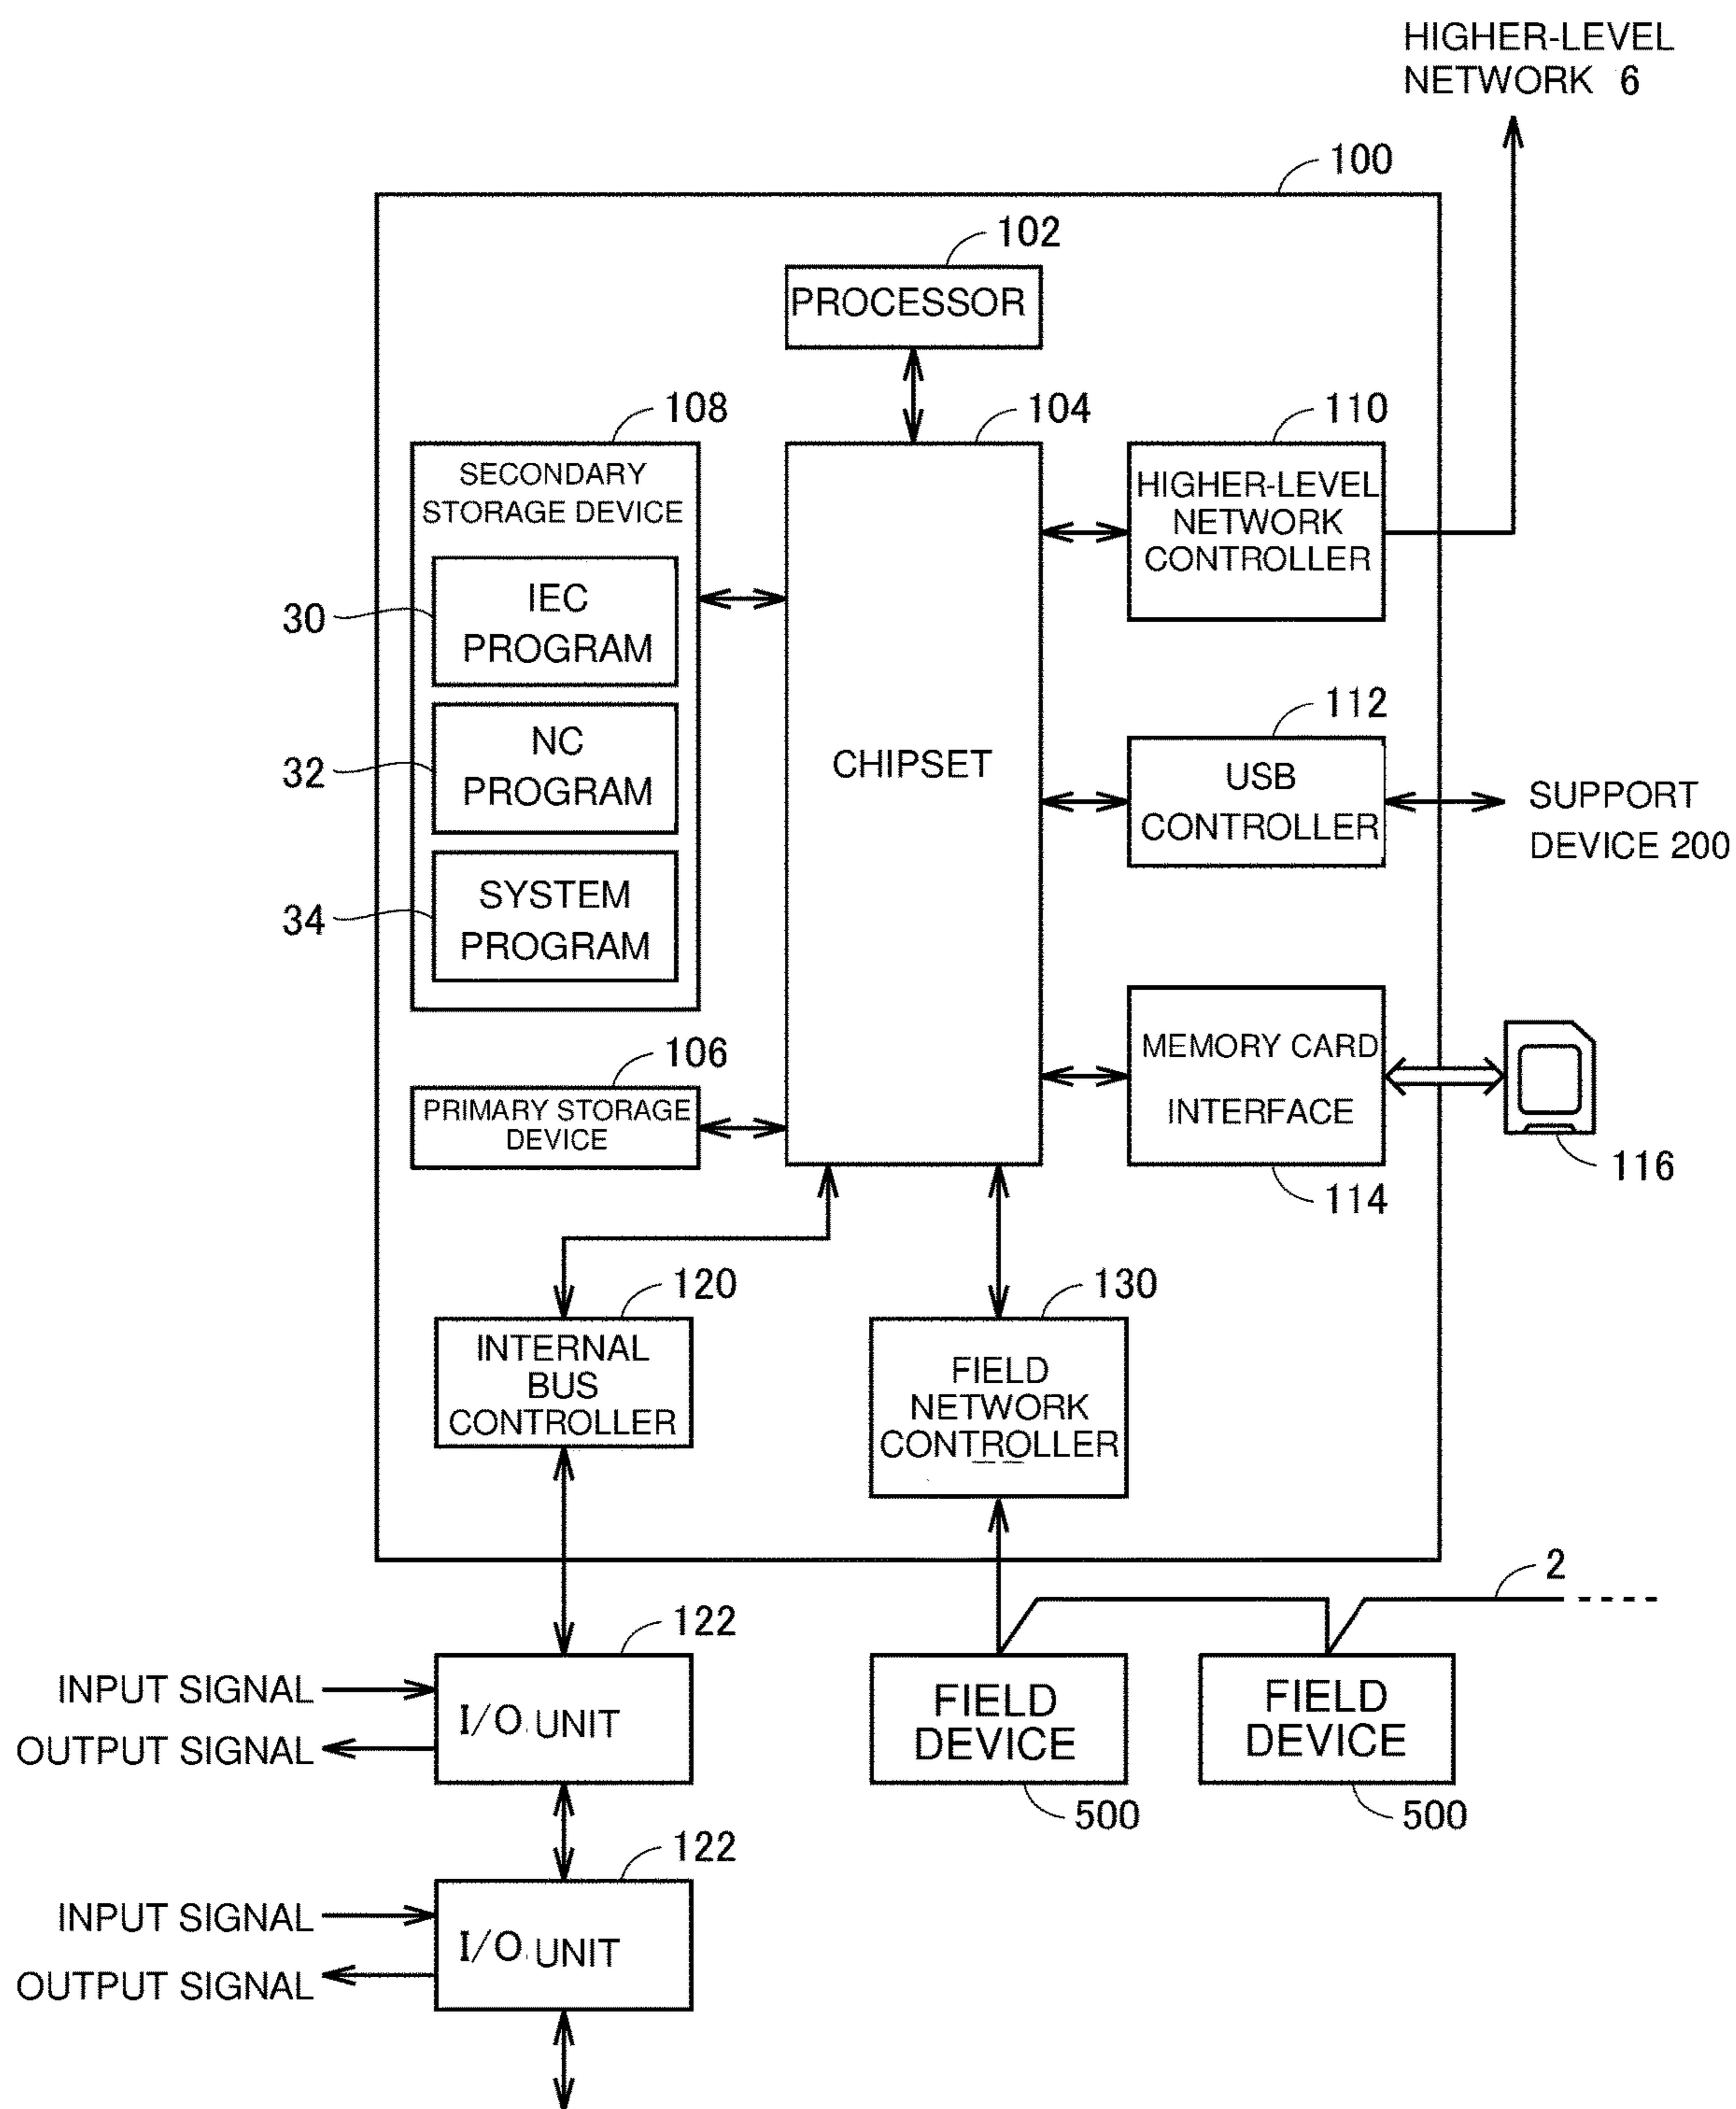 HIGHER-LEVEL
NETWORK 6
100
102
PROCESSOR
108
104
110
SECONDARY
STORAGE DEVICE
HIGHER-LEVEL
NETWORK
CONTROLLER
IEC
PROGRAM
30
NC
PROGRAM
32
SYSTEM
PROGRAM
34
CHIPSET
112
USB
CONTROLLER
SUPPORT
DEVICE 200
MEMORY CARD
INTERFACE
114
116
106
PRIMARY STORAGE
DEVICE
120
INTERNAL
BUS
CONTROLLER
130
FIELD
NETWORK
CONTROLLER
2
122
INPUT SIGNAL
OUTPUT SIGNAL
I/O UNIT
FIELD
DEVICE
500
FIELD
DEVICE
500
122
INPUT SIGNAL
OUTPUT SIGNAL
I/O UNIT